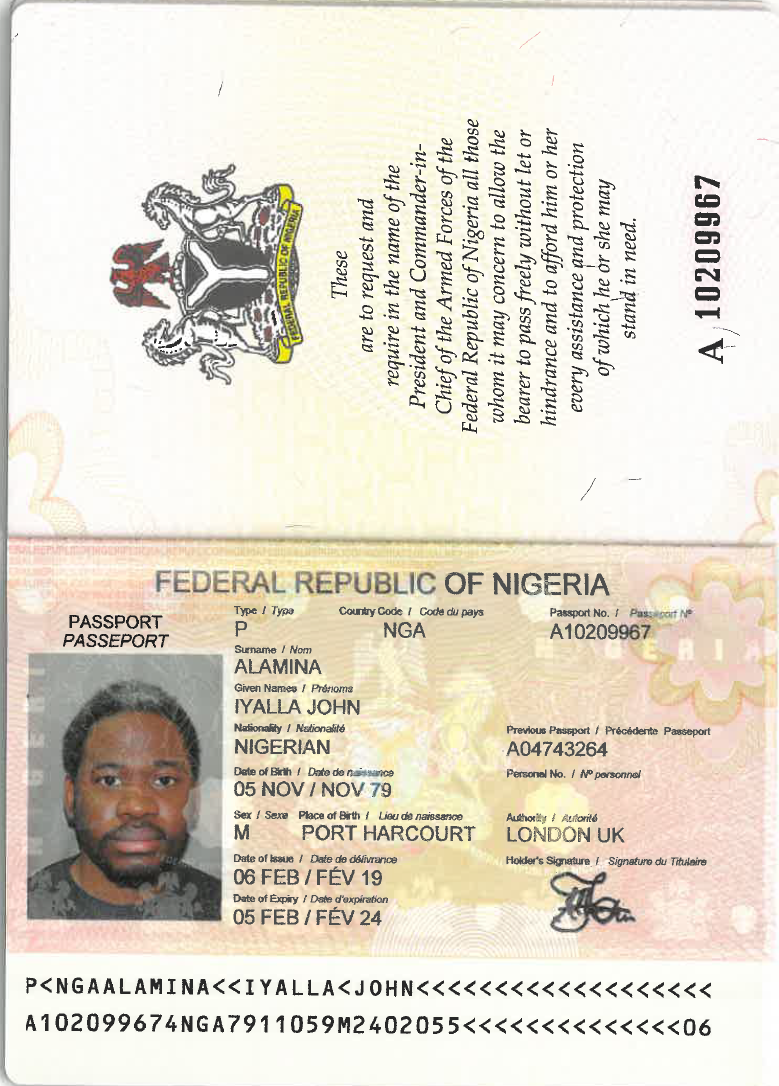 FEDERAL REPUBLIC OF NIGERIA
These
are to request and
require in the name of the
President and Commander-in-
Chief of the Armed Forces of the
Federal Republic of Nigeria all those
whom it may concern to allow the
bearer to pass freely without let or
hindrance and to afford him or her
every assistance and protection
of which he or she may
stand in need.
A 10209967
FEDERAL REPUBLIC OF NIGERIA
PASSPORT
PASSEPORT
Type / Type Country Code / Code du pays Passport No. / Passeport N°
P NGA A10209967
Surname / Nom
ALAMINA
Given Names / Prénoms
IYALLA JOHN
Nationality / Nationalité Previous Passport / Précédente Passeport
NIGERIAN A04743264
Date of Birth / Date de naissance Personal No. / N° personnel
05 NOV / NOV 79
Sex / Sexe Place of Birth / Lieu de naissance Authority / Autorité
M PORT HARCOURT LONDON UK
Date of Issue / Date de délivrance Holder's Signature / Signature du Titulaire
06 FEB / FÉV 19
Date of Expiry / Date d'expiration
05 FEB / FÉV 24
P<NGAALAMINA<<IYALLA<JOHN<<<<<<<<<<<<<<<<<<<
A102099674NGA7911059M2402055<<<<<<<<<<<<<<06